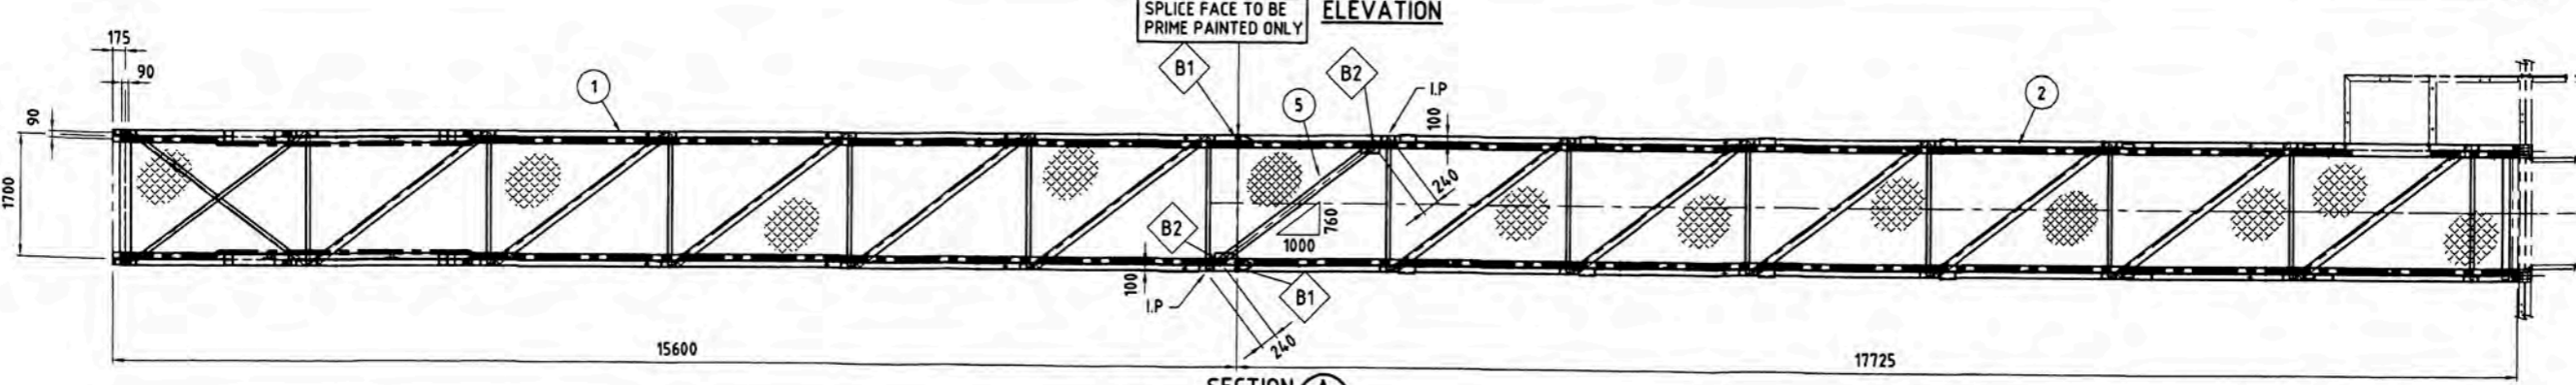 SPLICE FACE TO BE
PRIME PAINTED ONLY
ELEVATION
175
90
90
1700
1
B1
5
B2
I.P
100
2
240
760
1000
B2
100
I.P
B1
240
15600
17725
SECTION A